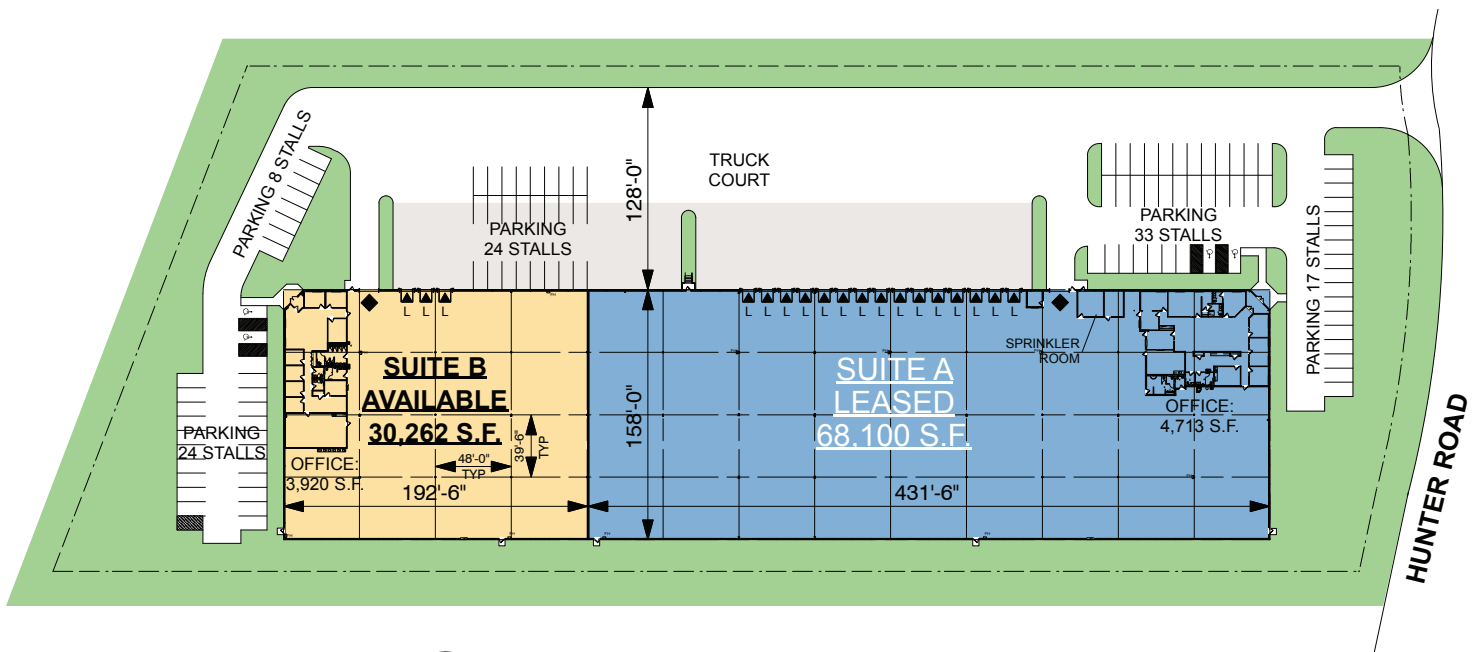 PARKING 8 STALLS
TRUCK
COURT
128'-0"
PARKING
24 STALLS
PARKING
33 STALLS
PARKING 17 STALLS
L L L
L L L L L L L L L L L L L L L
SPRINKLER
ROOM
SUITE B
AVAILABLE
30,262 S.F.
SUITE A
LEASED
68,100 S.F.
158'-0"
39'-6"
TYP
48'-0"
TYP
PARKING
24 STALLS
OFFICE:
3,920 S.F.
OFFICE:
4,713 S.F.
192'-6"
431'-6"
HUNTER ROAD